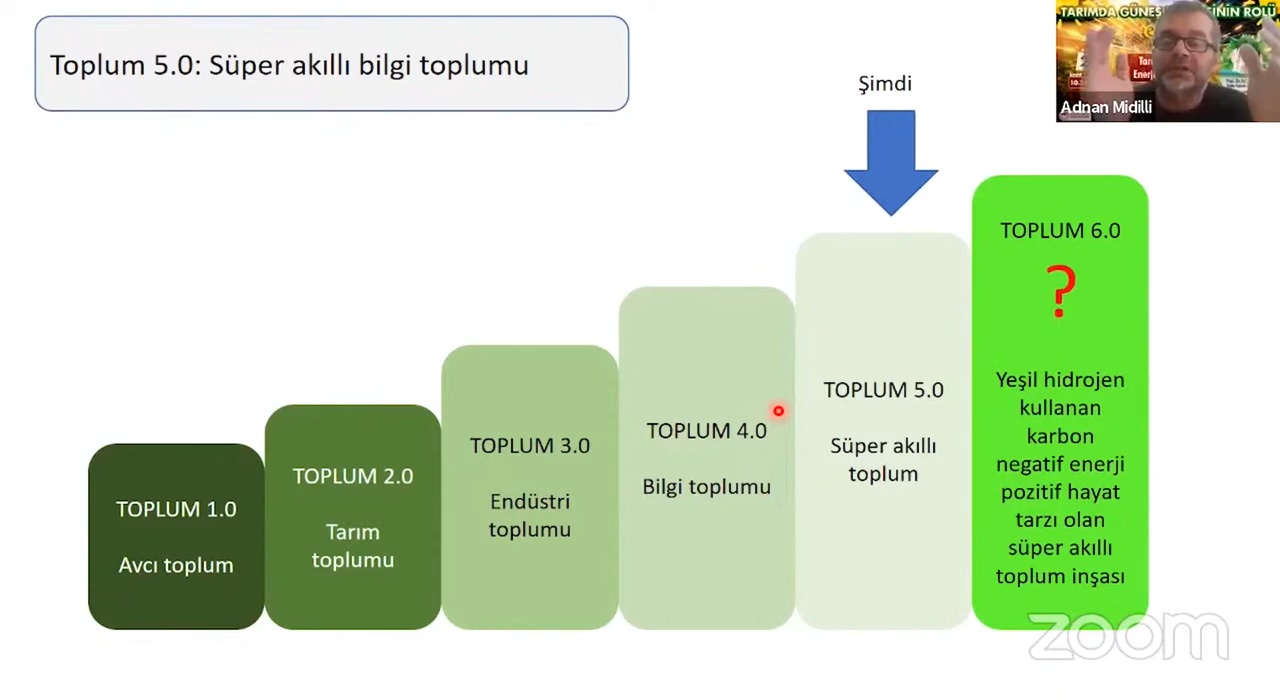 Toplum 5.0: Süper akıllı bilgi toplumu
TARIMDA GÜNEŞ
NİN ROLÜ
Adnan Midilli
Şimdi
TOPLUM 1.0
Avcı toplum
TOPLUM 2.0
Tarım
toplumu
TOPLUM 3.0
Endüstri
toplumu
TOPLUM 4.0
Bilgi toplumu
TOPLUM 5.0
Süper akıllı
toplum
TOPLUM 6.0
?
Yeşil hidrojen
kullanan
karbon
negatif enerji
pozitif hayat
tarzı olan
süper akıllı
toplum inşası
zoom